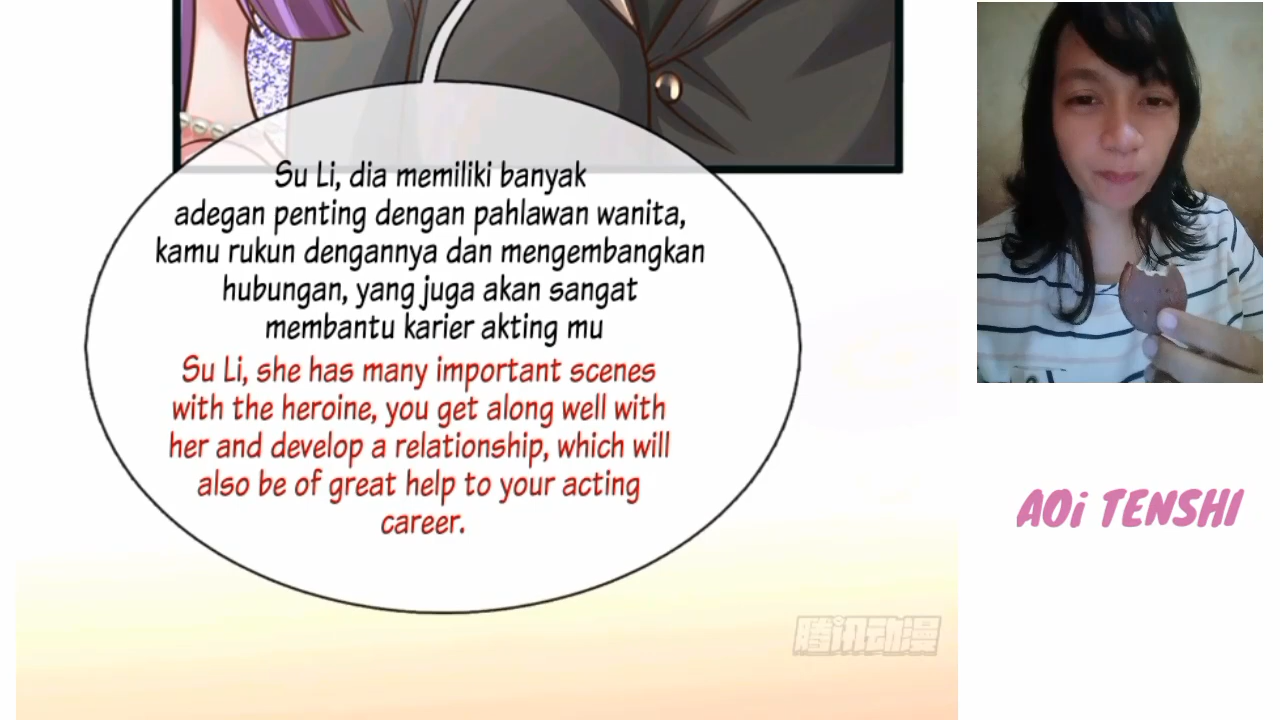 Su Li, dia memiliki banyak
adegan penting dengan pahlawan wanita,
kamu rukun dengannya dan mengembangkan
hubungan, yang juga akan sangat
membantu karier akting mu
Su Li, she has many important scenes
with the heroine, you get along well with
her and develop a relationship, which will
also be of great help to your acting
career.
AOi TENSHI
腾讯动漫